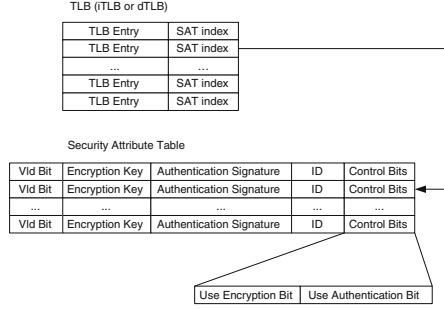 TLB (iTLB or dTLB)
TLB Entry SAT index
TLB Entry SAT index
... ...
TLB Entry SAT index
TLB Entry SAT index
Security Attribute Table
Vld Bit Encryption Key Authentication Signature ID Control Bits
Vld Bit Encryption Key Authentication Signature ID Control Bits
... ... ... ... ...
Vld Bit Encryption Key Authentication Signature ID Control Bits
Use Encryption Bit Use Authentication Bit